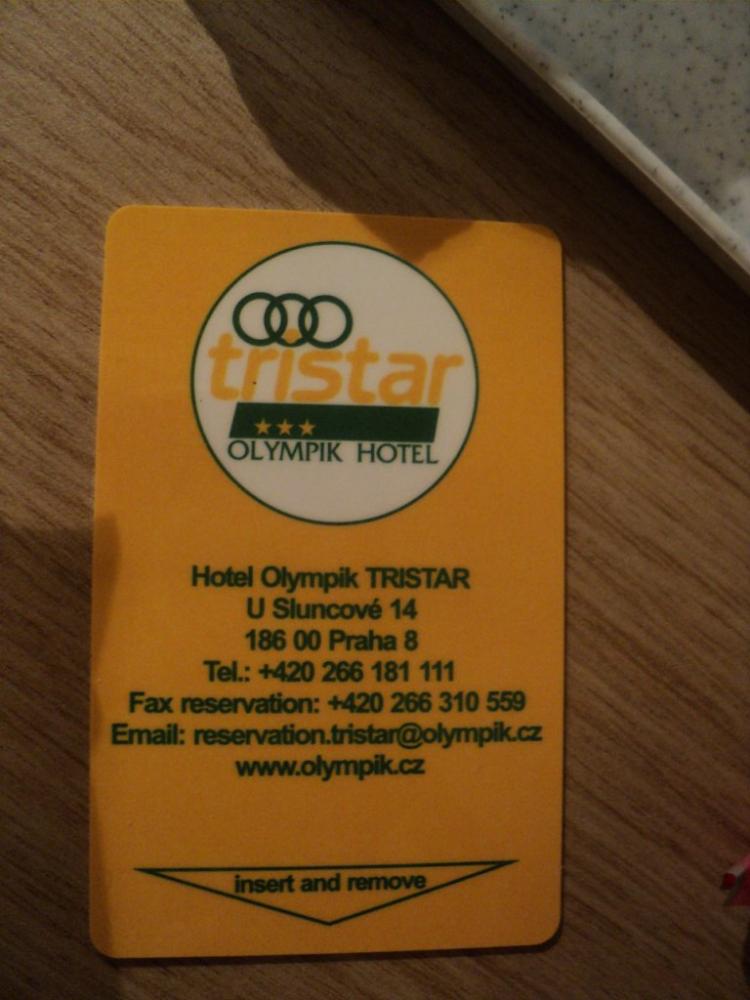 tristar
OLYMPIK HOTEL
Hotel Olympik TRISTAR
U Sluncové 14
186 00 Praha 8
Tel.: +420 266 181 111
Fax reservation: +420 266 310 559
Email: reservation.tristar@olympik.cz
www.olympik.cz
insert and remove